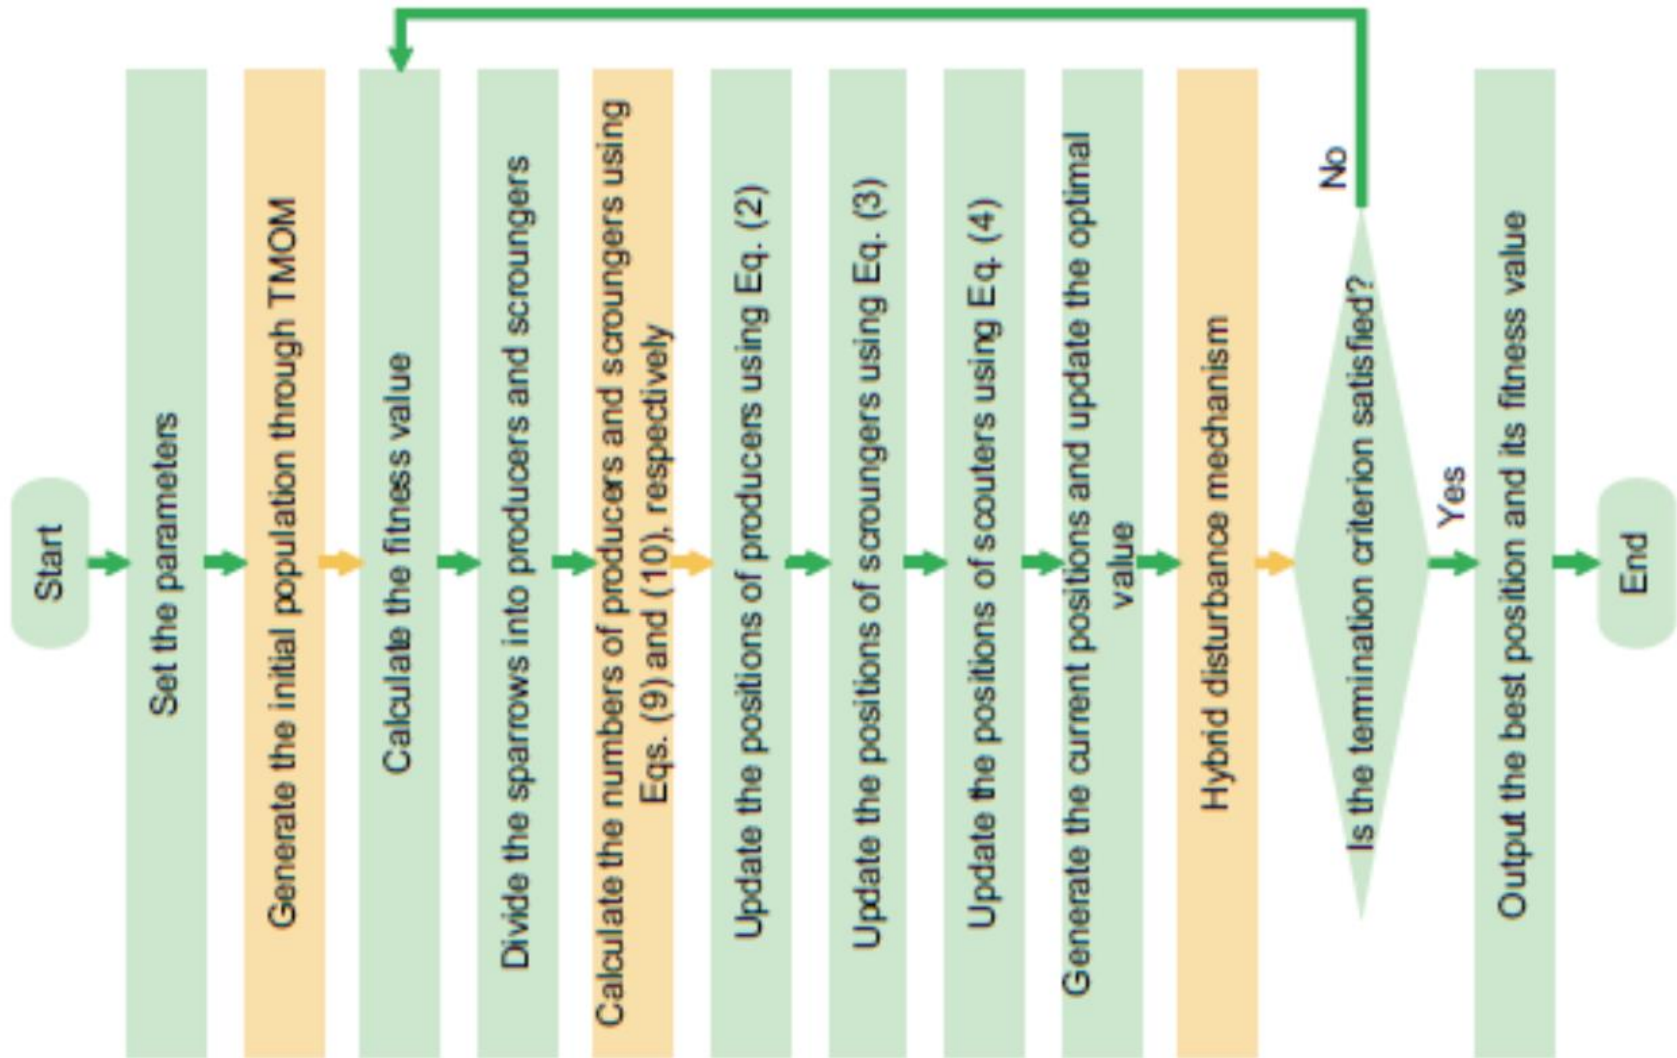 Start
Set the parameters
Generate the initial population through TMOM
Calculate the fitness value
Divide the sparrows into producers and scroungers
Calculate the numbers of producers and scroungers using
Eqs. (9) and (10), respectively
Update the positions of producers using Eq. (2)
Update the positions of scroungers using Eq. (3)
Update the positions of scouters using Eq. (4)
Generate the current positions and update the optimal
value
Hybrid disturbance mechanism
Is the termination criterion satisfied?
No
Yes
Output the best position and its fitness value
End